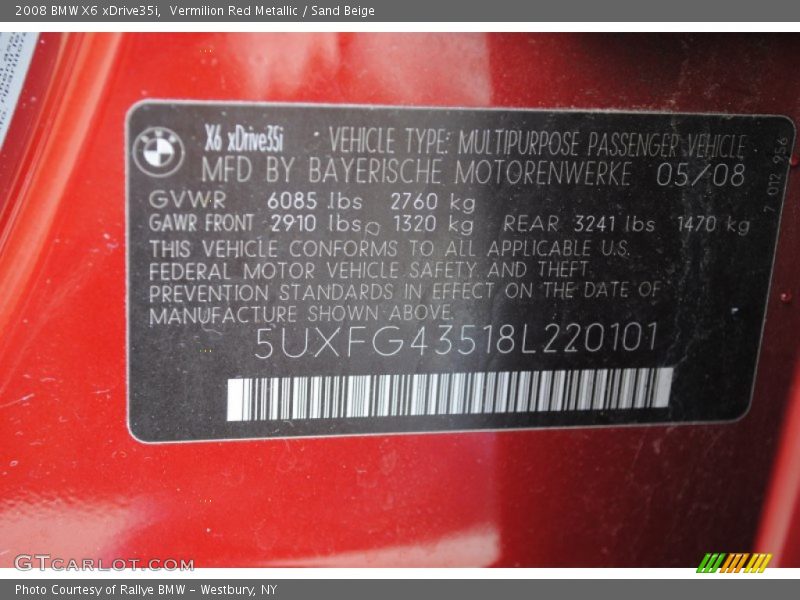 2008 BMW X6 xDrive35i, Vermilion Red Metallic / Sand Beige
X6 xDrive35i VEHICLE TYPE: MULTIPURPOSE PASSENGER VEHICLE
MFD BY BAYERISCHE MOTORENWERKE 05/08
GVWR 6085 lbs 2760 kg
GAWR FRONT 2910 lbs 1320 kg REAR 3241 lbs 1470 kg
THIS VEHICLE CONFORMS TO ALL APPLICABLE U.S.
FEDERAL MOTOR VEHICLE SAFETY AND THEFT
PREVENTION STANDARDS IN EFFECT ON THE DATE OF
MANUFACTURE SHOWN ABOVE.
5UXFG43518L220101
7 012 956
GTCARLOT.COM
Photo Courtesy of Rallye BMW - Westbury, NY